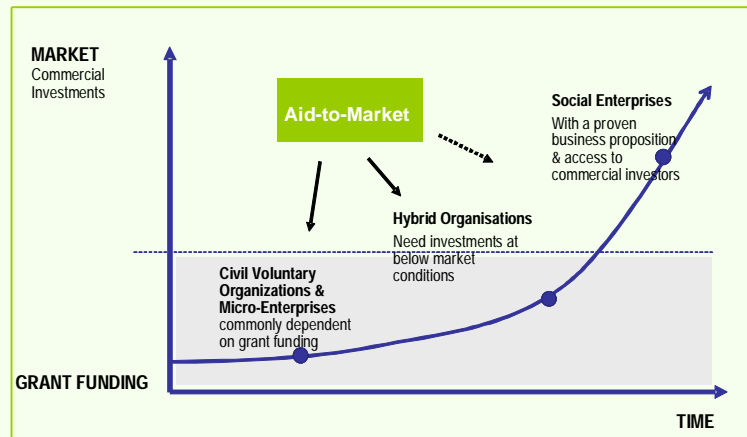 MARKET
Commercial
Investments
Aid-to-Market
Social Enterprises
With a proven
business proposition
& access to
commercial investors
Hybrid Organisations
Need investments at
below market
conditions
Civil Voluntary
Organizations &
Micro-Enterprises
commonly dependent
on grant funding
GRANT FUNDING
TIME